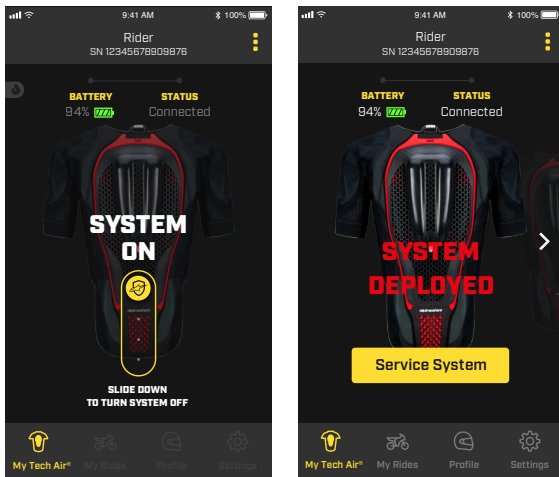 9:41 AM
100%
Rider
SN 12345678909876
BATTERY
STATUS
94%
Connected
SYSTEM
ON
alpinestars
SLIDE DOWN
TO TURN SYSTEM OFF
My Tech Air®
My Rides
Profile
Settings
9:41 AM
100%
Rider
SN 12345678909876
BATTERY
STATUS
94%
Connected
SYSTEM
DEPLOYED
alpinestars
Service System
My Tech Air®
My Rides
Profile
Settings